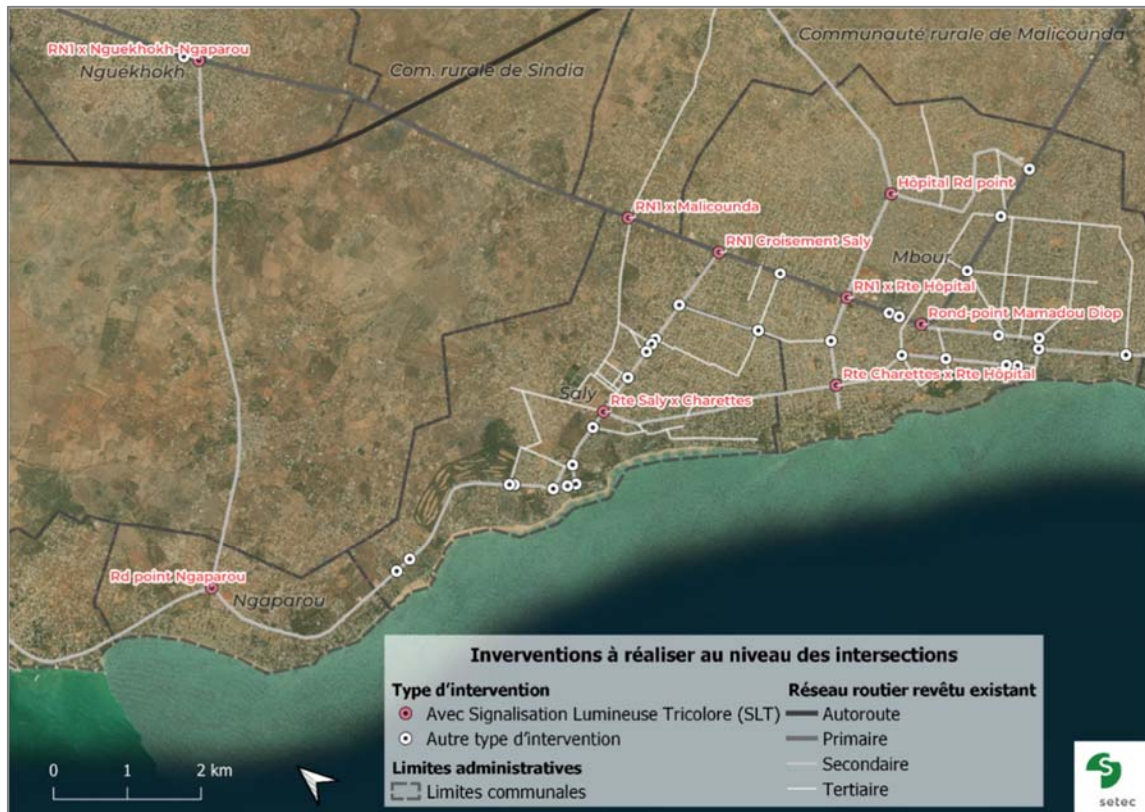 RN1 x Nguekhokh-Ngaparou
Nguékhokh
Com. rurale de Sindia
Communauté rurale de Malicounda
Hôpital Rd point
RN1 x Malicounda
RN1 Croisement Saly
Mbour
RN1 x Rte Hôpital
Rond-point Mamadou Diop
Rte Charettes x Rte Hôpital
Saly
Rte Saly x Charettes
Rd point Ngaparou
Ngaparou
Inverventions à réaliser au niveau des intersections
Type d'intervention
Avec Signalisation Lumineuse Tricolore (SLT)
Autre type d'intervention
Limites administratives
Limites communales
Réseau routier revêtu existant
Autoroute
Primaire
Secondaire
Tertiaire
0 1 2 km
setec